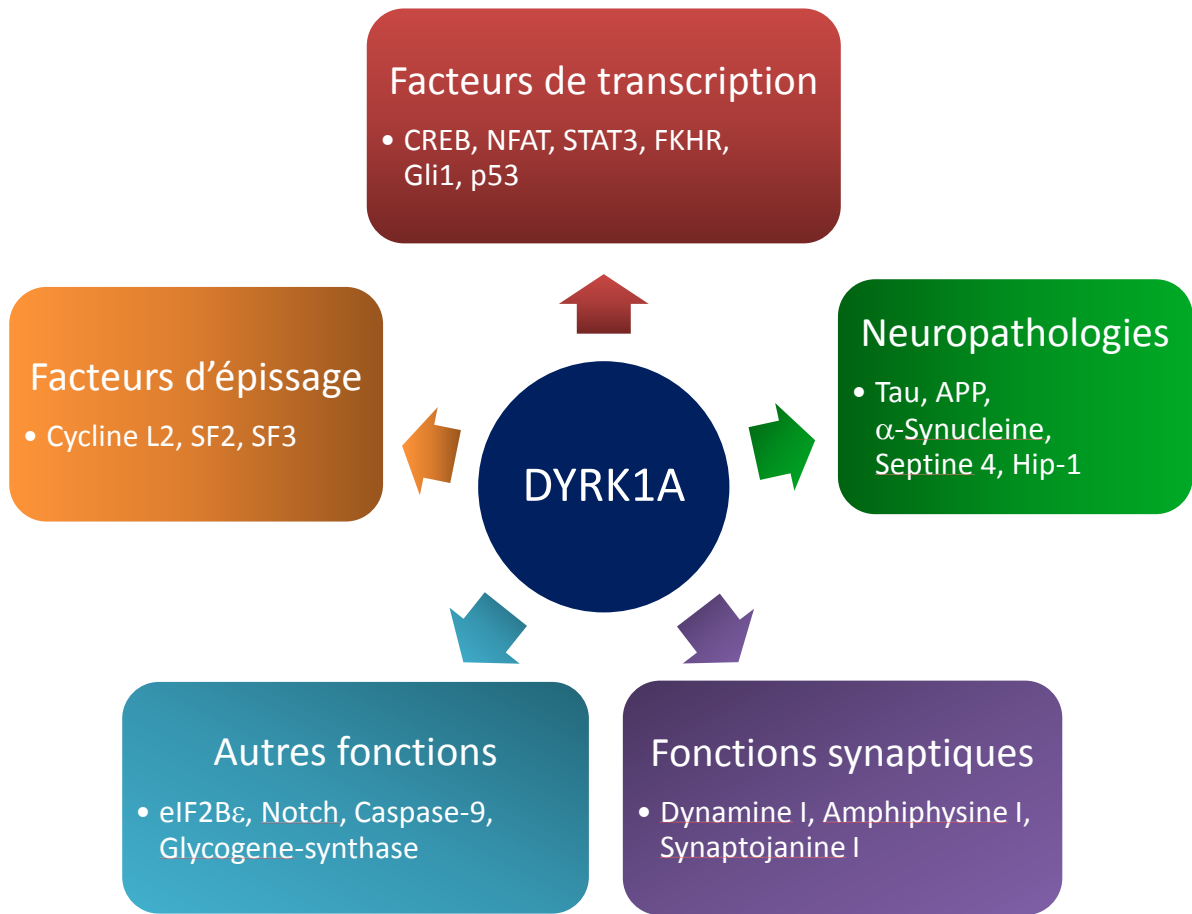 Facteurs de transcription
• CREB, NFAT, STAT3, FKHR,
Gli1, p53
Facteurs d’épissage
• Cycline L2, SF2, SF3
Neuropathologies
• Tau, APP,
α-Synucleine,
Septine 4, Hip-1
DYRK1A
Autres fonctions
• eIF2Bε, Notch, Caspase-9,
Glycogene-synthase
Fonctions synaptiques
• Dynamine I, Amphiphysine I,
Synaptojanine I